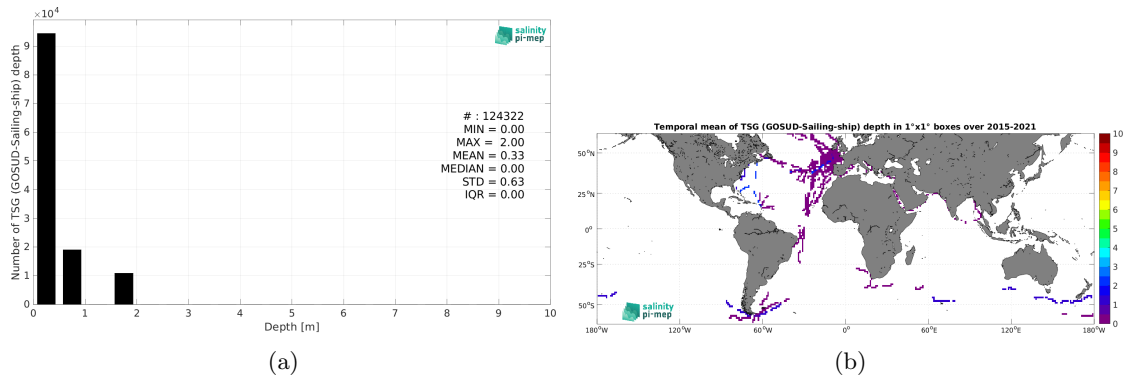 ×10⁴
9
8
7
6
5
4
3
2
1
0
Number of TSG (GOSUD-Sailing-ship) depth
salinity
pi-mep
# : 124322
MIN = 0.00
MAX = 2.00
MEAN = 0.33
MEDIAN = 0.00
STD = 0.63
IQR = 0.00
0 1 2 3 4 5 6 7 8 9 10
Depth [m]
(a)
Temporal mean of TSG (GOSUD-Sailing-ship) depth in 1°x1° boxes over 2015-2021
50°N
25°N
0°
25°S
50°S
salinity
pi-mep
180°W 120°W 60°W 0° 60°E 120°E 180°W
10
9
8
7
6
5
4
3
2
1
0
(b)